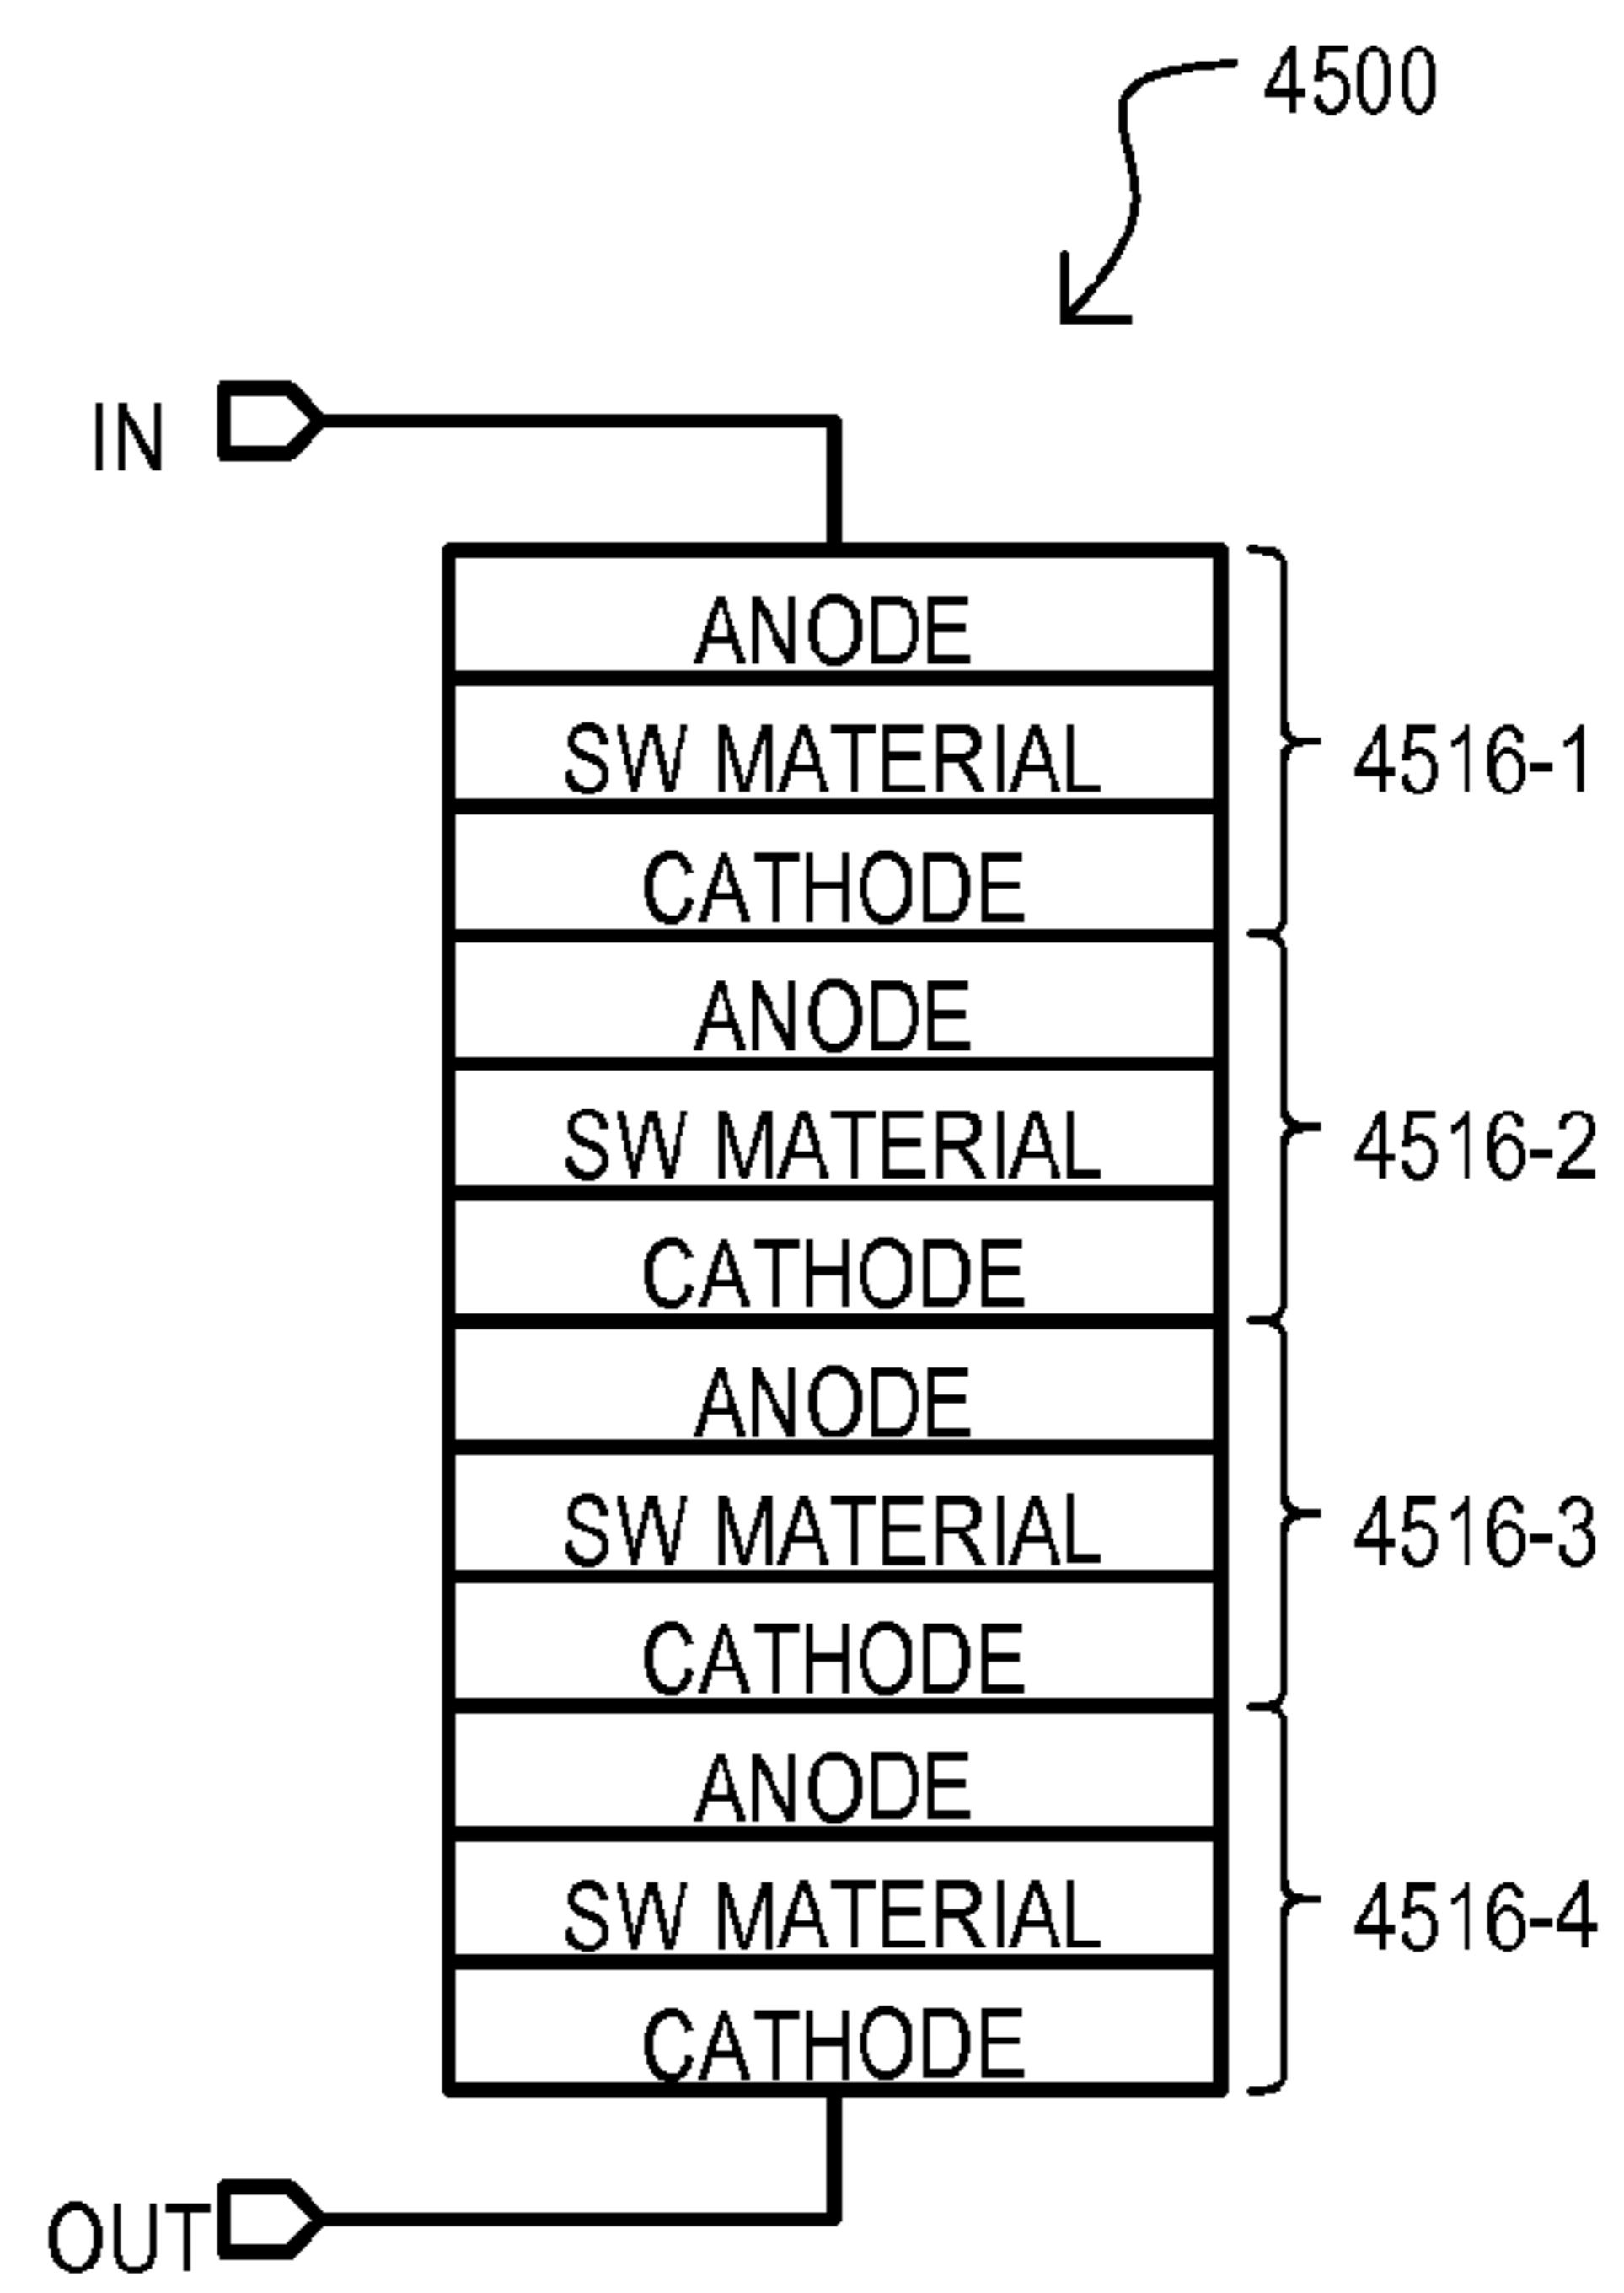 4500
IN
ANODE
SW MATERIAL
4516-1
CATHODE
ANODE
SW MATERIAL
4516-2
CATHODE
ANODE
SW MATERIAL
4516-3
CATHODE
ANODE
SW MATERIAL
4516-4
CATHODE
OUT